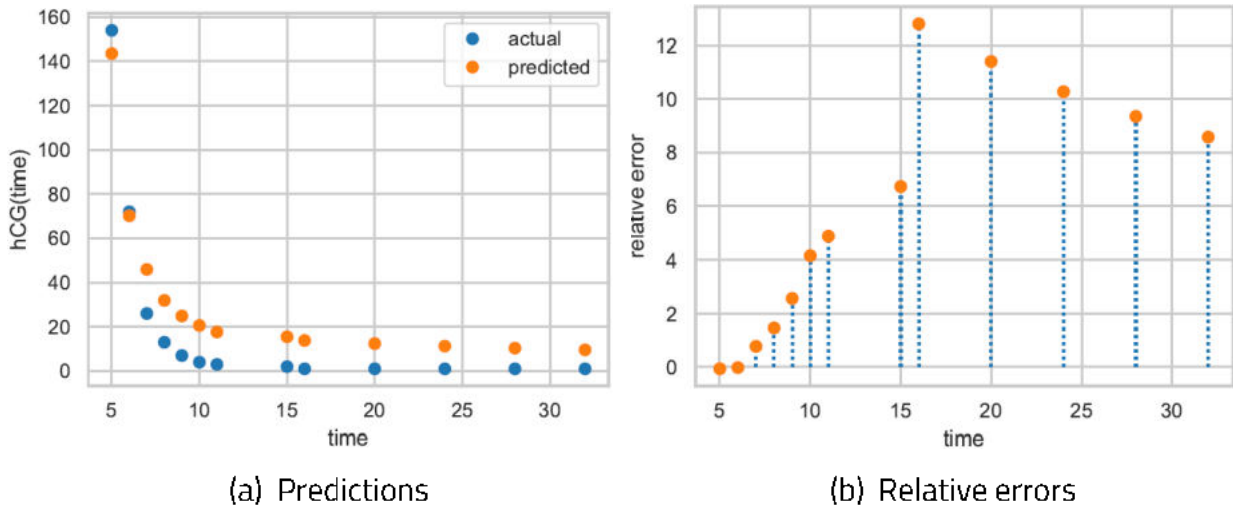 160
140
120
100
80
60
40
20
0
hCG(time)
actual
predicted
5 10 15 20 25 30
time
(a) Predictions
12
10
8
6
4
2
0
relative error
5 10 15 20 25 30
time
(b) Relative errors